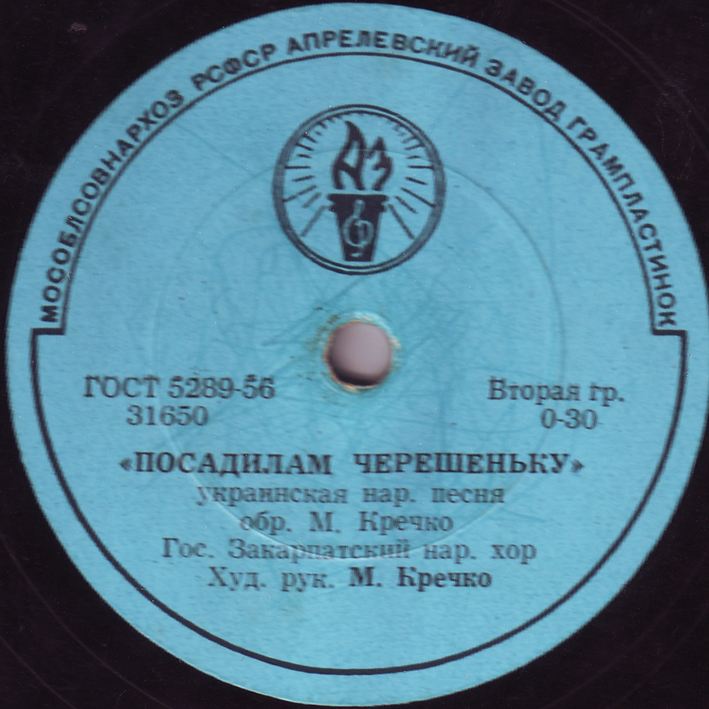 МОСОБЛСОВНАРХОЗ РСФСР АПРЕЛЕВСКИЙ ЗАВОД ГРАМПЛАСТИНОК
АЗ
ГОСТ 5289-56
31650
Вторая гр.
0-30
«ПОСАДИЛАМ ЧЕРЕШЕНЬКУ»
украинская нар. песня
обр. М. Кречко
Гос. Закарпатский нар. хор
Худ. рук. М. Кречко